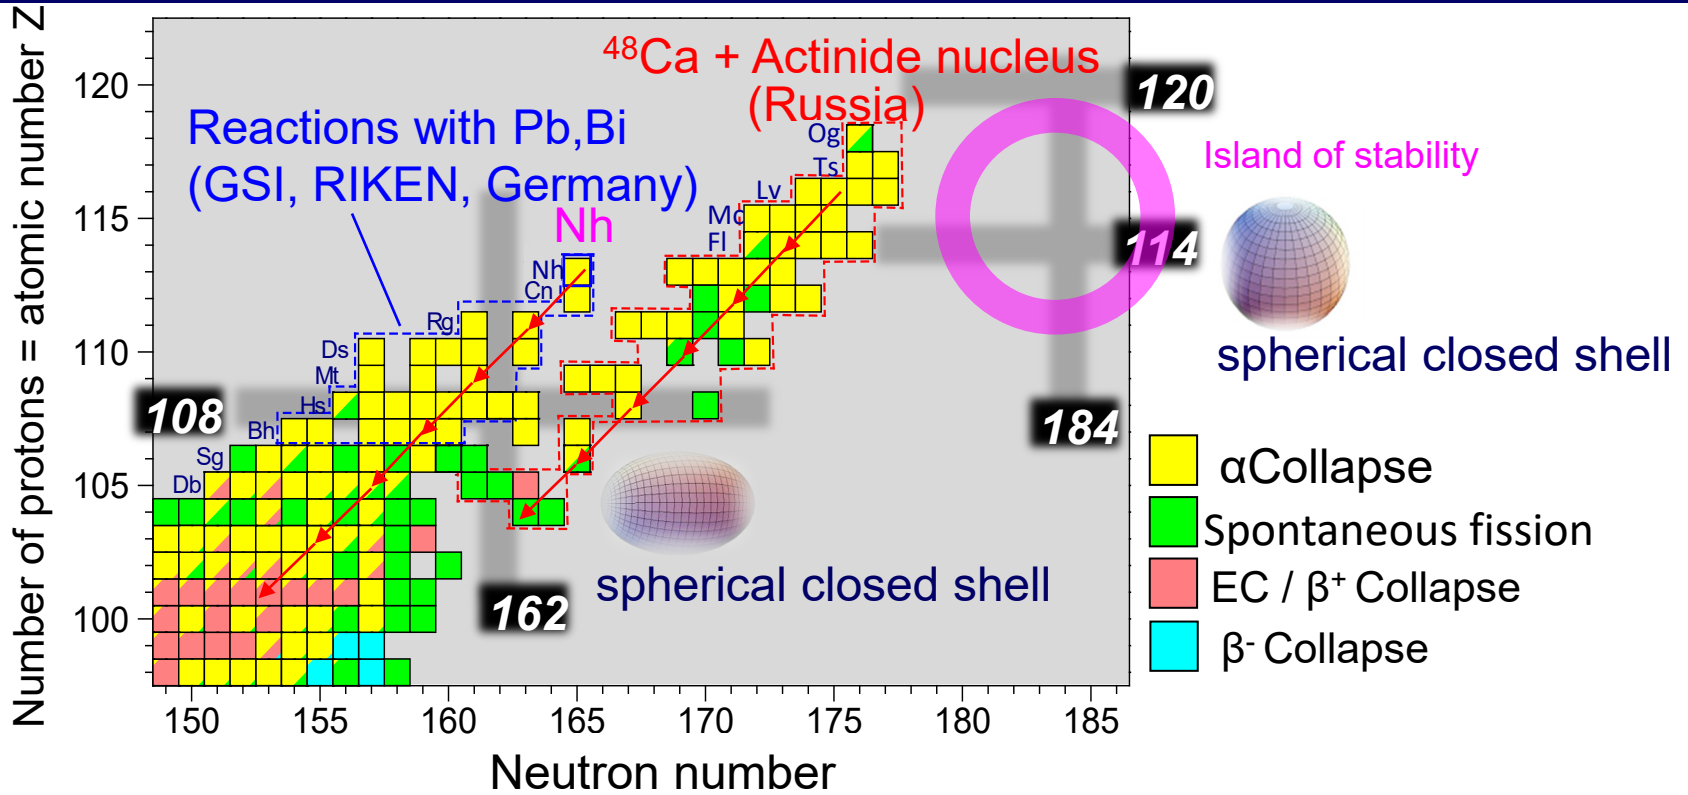 Number of protons = atomic number Z
120
115
110
105
100
48Ca + Actinide nucleus
(Russia)
Reactions with Pb,Bi
(GSI, RIKEN, Germany)
Nh
Og
Ts
Lv
Mc
Fl
Nh
Cn
Rg
Ds
Mt
Hs
Bh
Sg
Db
120
114
184
108
162
Island of stability
spherical closed shell
spherical closed shell
αCollapse
Spontaneous fission
EC / β+ Collapse
β- Collapse
150
155
160
165
170
175
180
185
Neutron number